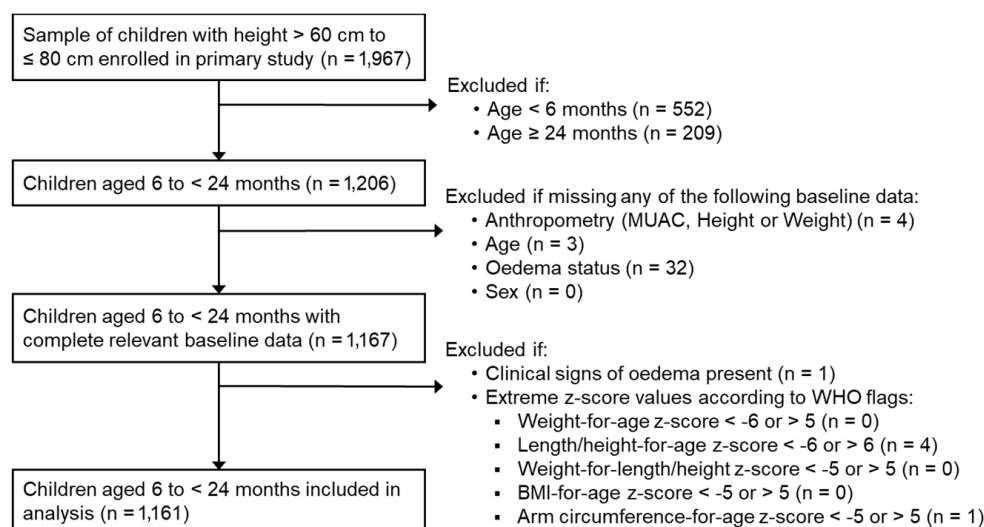 Sample of children with height > 60 cm to
≤ 80 cm enrolled in primary study (n = 1,967)
Excluded if:
• Age < 6 months (n = 552)
• Age ≥ 24 months (n = 209)
Children aged 6 to < 24 months (n = 1,206)
Excluded if missing any of the following baseline data:
• Anthropometry (MUAC, Height or Weight) (n = 4)
• Age (n = 3)
• Oedema status (n = 32)
• Sex (n = 0)
Children aged 6 to < 24 months with
complete relevant baseline data (n = 1,167)
Excluded if:
• Clinical signs of oedema present (n = 1)
• Extreme z-score values according to WHO flags:
▪ Weight-for-age z-score < -6 or > 5 (n = 0)
▪ Length/height-for-age z-score < -6 or > 6 (n = 4)
▪ Weight-for-length/height z-score < -5 or > 5 (n = 0)
▪ BMI-for-age z-score < -5 or > 5 (n = 0)
▪ Arm circumference-for-age z-score < -5 or > 5 (n = 1)
Children aged 6 to < 24 months included in
analysis (n = 1,161)